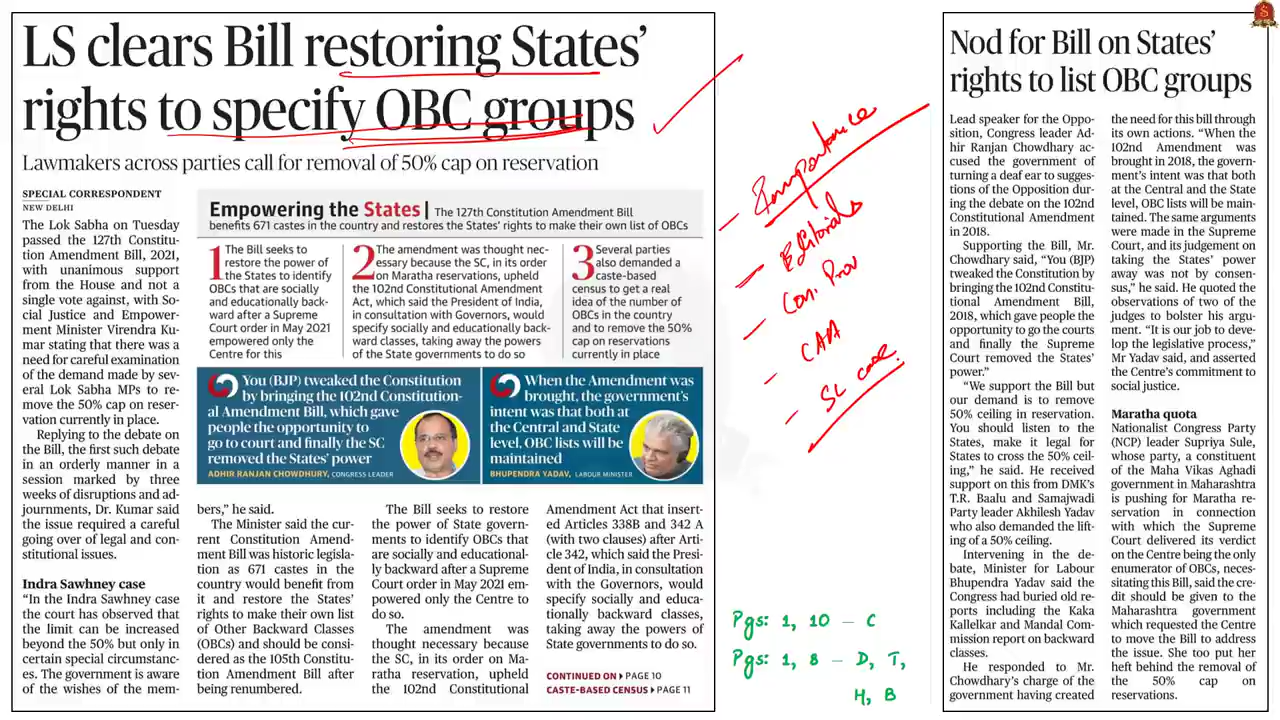 LS clears Bill restoring States'
rights to specify OBC groups
Lawmakers across parties call for removal of 50% cap on reservation
SPECIAL CORRESPONDENT
NEW DELHI
The Lok Sabha on Tuesday
passed the 127th Constitu-
tion Amendment Bill, 2021,
with unanimous support
from the House and not a
single vote against, with So-
cial Justice and Empower-
ment Minister Virendra Ku-
mar stating that there was a
need for careful examination
of the demand made by sev-
eral Lok Sabha MPs to re-
move the 50% cap on reser-
vation currently in place.
Replying to the debate on
the Bill, the first such debate
in an orderly manner in a
session marked by three
weeks of disruptions and ad-
journments, Dr. Kumar said
the issue required a careful
going over of legal and con-
stitutional issues.
Indra Sawhney case
"In the Indra Sawhney case
the court has observed that
the limit can be increased
beyond the 50% but only in
certain special circumstanc-
es. The government is aware
of the wishes of the mem-
Empowering the States | The 127th Constitution Amendment Bill
benefits 671 castes in the country and restores the States' rights to make their own list of OBCs
1 The Bill seeks to
restore the power of
the States to identify
OBCs that are socially
and educationally back-
ward after a Supreme
Court order in May 2021
empowered only the
Centre for this
2 The amendment was thought nec-
essary because the SC, in its order
on Maratha reservations, upheld
the 102nd Constitutional Amendment
Act, which said the President of India,
in consultation with Governors, would
specify socially and educationally back-
ward classes, taking away the powers
of the State governments to do so
3 Several parties
also demanded a
caste-based
census to get a real
idea of the number of
OBCs in the country
and to remove the 50%
cap on reservations
currently in place
You (BJP) tweaked the Constitution
by bringing the 102nd Constitution-
al Amendment Bill, which gave
people the opportunity to
go to court and finally the SC
removed the States' power
ADHIR RANJAN CHOWDHURY, CONGRESS LEADER
When the Amendment was
brought, the government's
intent was that both at
the Central and State
level, OBC lists will be
maintained
BHUPENDRA YADAV, LABOUR MINISTER
bers," he said.
The Minister said the cur-
rent Constitution Amend-
ment Bill was historic legisla-
tion as 671 castes in the
country would benefit from
it and restore the States'
rights to make their own list
of Other Backward Classes
(OBCs) and should be consi-
dered as the 105th Constitu-
tion Amendment Bill after
being renumbered.
The Bill seeks to restore
the power of State govern-
ments to identify OBCs that
are socially and educational-
ly backward after a Supreme
Court order in May 2021 em-
powered only the Centre to
do so.
The amendment was
thought necessary because
the SC, in its order on Ma-
ratha reservation, upheld
the 102nd Constitutional
Amendment Act that insert-
ed Articles 338B and 342 A
(with two clauses) after Arti-
cle 342, which said the Presi-
dent of India, in consultation
with the Governors, would
specify socially and educa-
tionally backward classes,
taking away the powers of
State governments to do so.
CONTINUED ON ▸ PAGE 10
CASTE-BASED CENSUS ▸ PAGE 11
- Importance
- Editorials
- Con. Prov
- CAA
- SC case.
Pgs: 1, 10 – C
Pgs: 1, 8 – D, T,
H, B
Nod for Bill on States'
rights to list OBC groups
Lead speaker for the Oppo-
sition, Congress leader Ad-
hir Ranjan Chowdhary ac-
cused the government of
turning a deaf ear to sugges-
tions of the Opposition dur-
ing the debate on the 102nd
Constitutional Amendment
in 2018.
Supporting the Bill, Mr.
Chowdhary said, "You (BJP)
tweaked the Constitution by
bringing the 102nd Constitu-
tional Amendment Bill,
2018, which gave people the
opportunity to go the courts
and finally the Supreme
Court removed the States'
power."
"We support the Bill but
our demand is to remove
50% ceiling in reservation.
You should listen to the
States, make it legal for
States to cross the 50% ceil-
ing," he said. He received
support on this from DMK's
T.R. Baalu and Samajwadi
Party leader Akhilesh Yadav
who also demanded the lift-
ing of a 50% ceiling.
Intervening in the de-
bate, Minister for Labour
Bhupendra Yadav said the
Congress had buried old re-
ports including the Kaka
Kallelkar and Mandal Com-
mission report on backward
classes.
He responded to Mr.
Chowdhary's charge of the
government having created
the need for this bill through
its own actions. "When the
102nd Amendment was
brought in 2018, the govern-
ment's intent was that both
at the Central and the State
level, OBC lists will be main-
tained. The same arguments
were made in the Supreme
Court, and its judgement on
taking the States' power
away was not by consen-
sus," he said. He quoted the
observations of two of the
judges to bolster his argu-
ment. "It is our job to deve-
lop the legislative process,"
Mr Yadav said, and asserted
the Centre's commitment to
social justice.
Maratha quota
Nationalist Congress Party
(NCP) leader Supriya Sule,
whose party, a constituent of
the Maha Vikas Aghadi
government in Maharashtra
is pushing for Maratha re-
servation in connection
with which the Supreme
Court delivered its verdict
on the Centre being the only
enumerator of OBCs, neces-
sitating this Bill, said the cre-
dit should be given to the
Maharashtra government
which requested the Centre
to move the Bill to address
the issue. She too put her
heft behind the removal of
the 50% cap on
reservations.